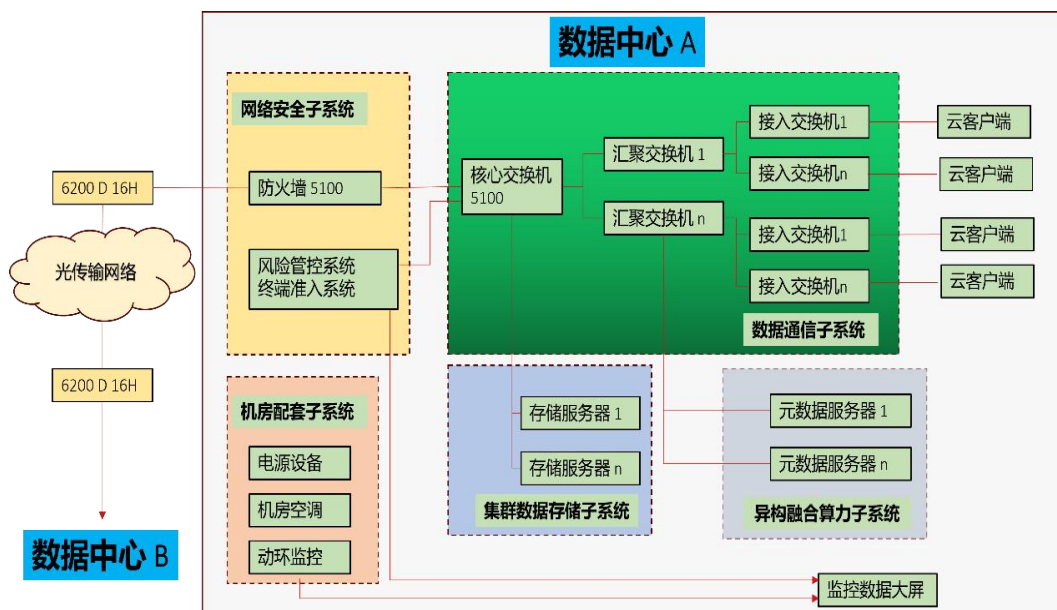 数据中心 A
网络安全子系统
6200 D 16H
防火墙 5100
风险管控系统
终端准入系统
光传输网络
6200 D 16H
数据中心 B
核心交换机
5100
汇聚交换机 1
汇聚交换机 n
接入交换机1
接入交换机n
接入交换机1
接入交换机n
云客户端
云客户端
云客户端
云客户端
数据通信子系统
机房配套子系统
电源设备
机房空调
动环监控
存储服务器 1
存储服务器 n
集群数据存储子系统
元数据服务器 1
元数据服务器 n
异构融合算力子系统
监控数据大屏